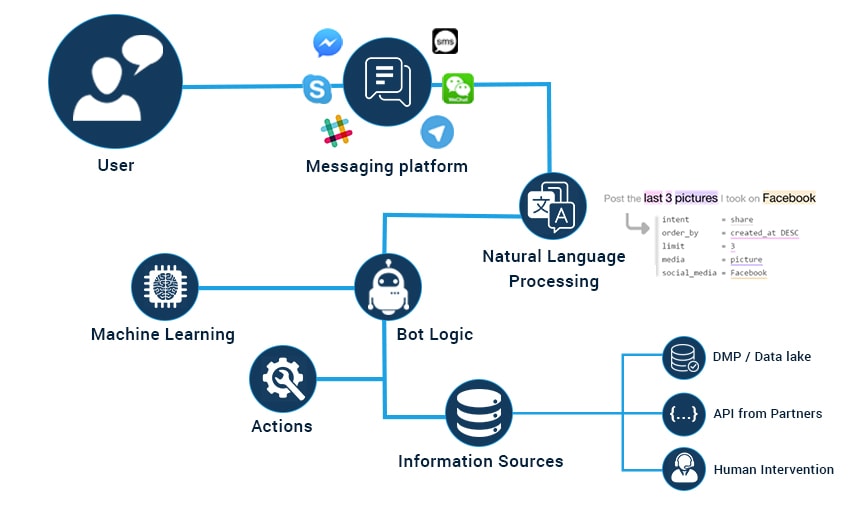 sms
WeChat
User
Messaging platform
Post the last 3 pictures I took on Facebook
intent = share
order_by = created_at DESC
limit = 3
media = picture
social_media = Facebook
文
A
Natural Language
Processing
Machine Learning
Bot Logic
DMP / Data lake
Actions
{...}
API from Partners
Information Sources
Human Intervention